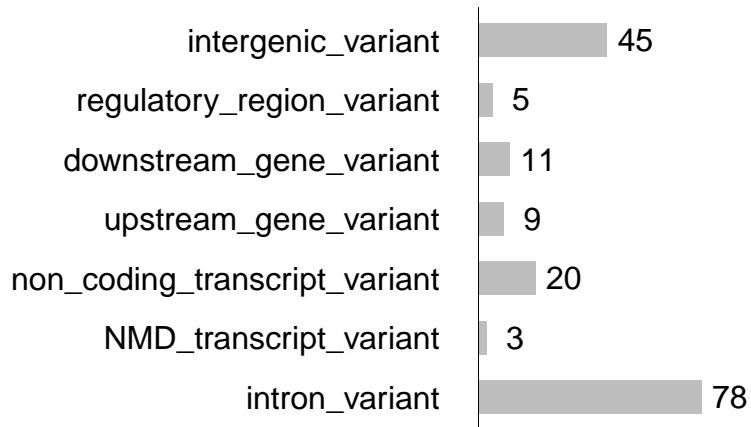 intergenic_variant 45
regulatory_region_variant 5
downstream_gene_variant 11
upstream_gene_variant 9
non_coding_transcript_variant 20
NMD_transcript_variant 3
intron_variant 78